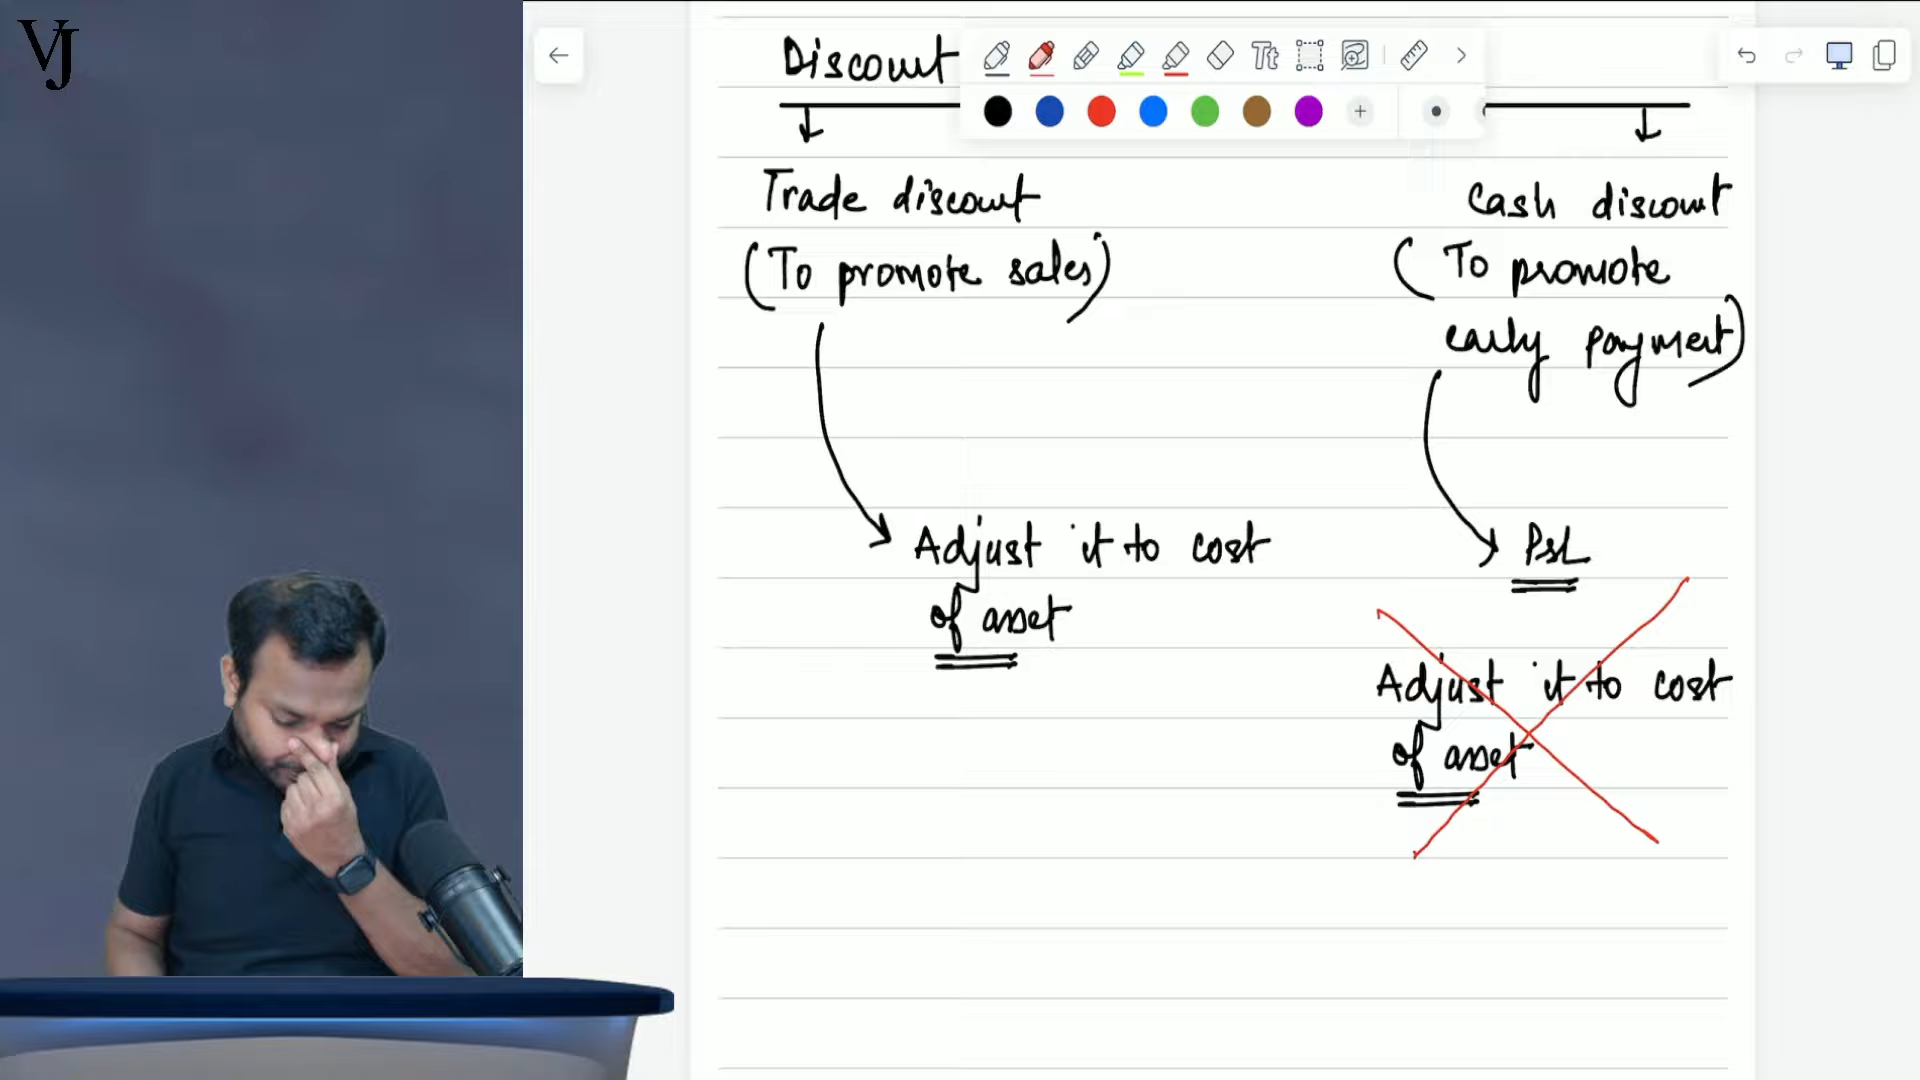 VJ
Discount
Tt
Trade discount
(To promote sales)
Cash discount
(To promote
early payment)
Adjust it to cost
of asset
P&L
Adjust it to cost
of asset